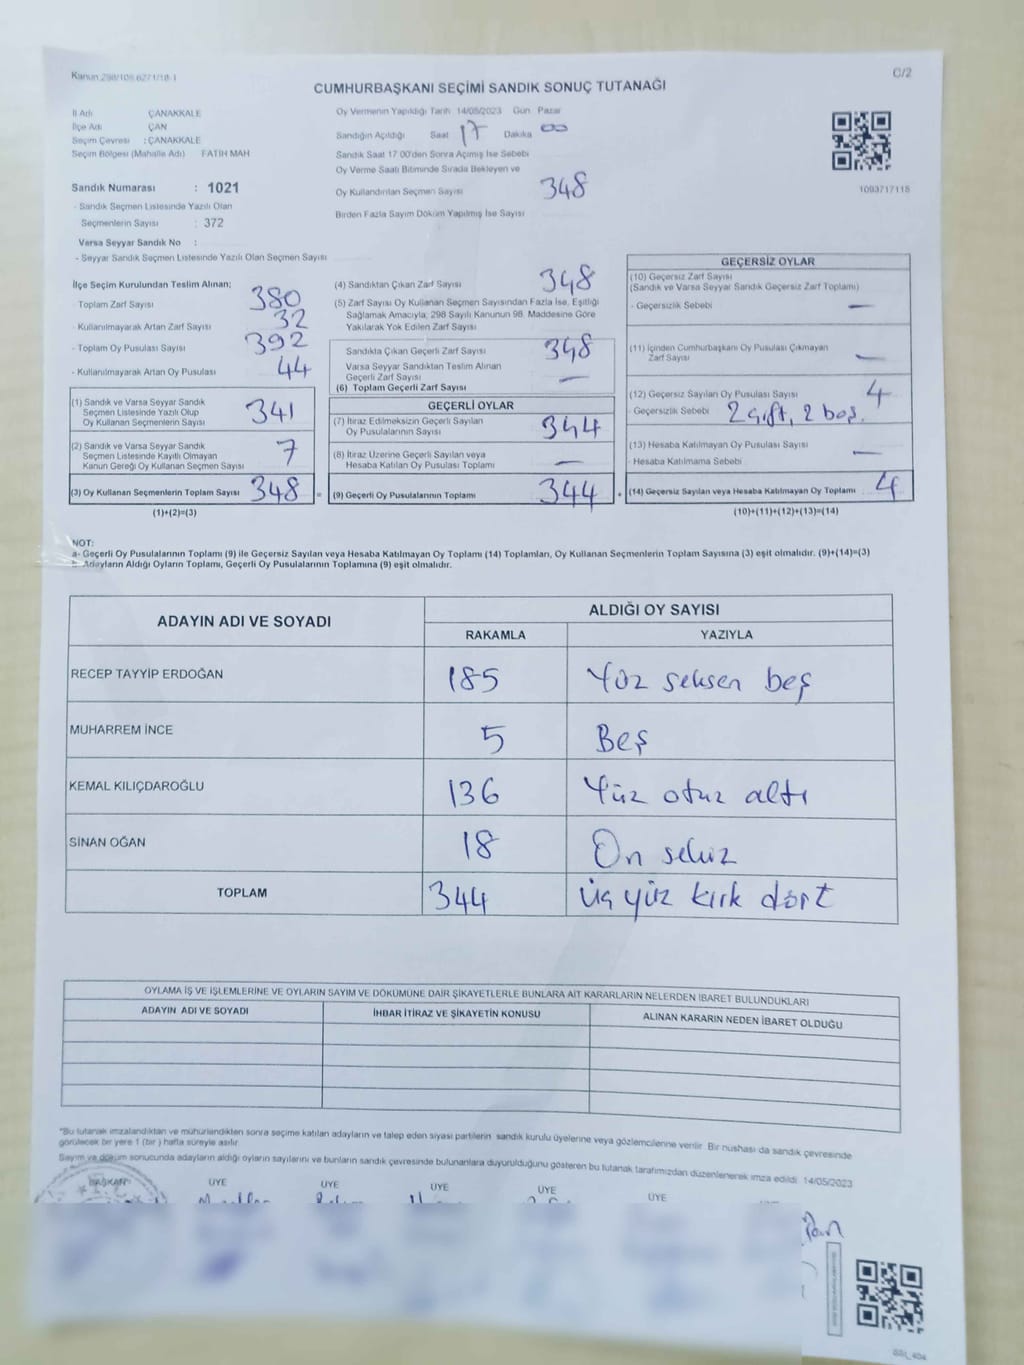 Kanun 298/105 6271/18-1
C/2
CUMHURBAŞKANI SEÇİMİ SANDIK SONUÇ TUTANAĞI
İl Adı ÇANAKKALE
İlçe Adı ÇAN
Seçim Çevresi : ÇANAKKALE
Seçim Bölgesi (Mahalle Adı) FATİH MAH
Sandık Numarası : 1021
- Sandık Seçmen Listesinde Yazılı Olan
Seçmenlerin Sayısı : 372
Varsa Seyyar Sandık No :
- Seyyar Sandık Seçmen Listesinde Yazılı Olan Seçmen Sayısı
Oy Vermenin Yapıldığı Tarih 14/05/2023 Gün Pazar
Sandığın Açıldığı Saat 17 Dakika 00
Sandık Saat 17.00'den Sonra Açılmış İse Sebebi
Oy Verme Saati Bitiminde Sırada Bekleyen ve
Oy Kullandırılan Seçmen Sayısı 348
Birden Fazla Sayım Döküm Yapılmış İse Sayısı
1093717118
İlçe Seçim Kurulundan Teslim Alınan;
- Toplam Zarf Sayısı 380
- Kullanılmayarak Artan Zarf Sayısı 32
- Toplam Oy Pusulası Sayısı 392
- Kullanılmayarak Artan Oy Pusulası 44
(1) Sandık ve Varsa Seyyar Sandık
Seçmen Listesinde Yazılı Olup
Oy Kullanan Seçmenlerin Sayısı 341
(2) Sandık ve Varsa Seyyar Sandık
Seçmen Listesinde Kayıtlı Olmayan
Kanun Gereği Oy Kullanan Seçmen Sayısı 7
(3) Oy Kullanan Seçmenlerin Toplam Sayısı 348 =
(1)+(2)=(3)
(4) Sandıktan Çıkan Zarf Sayısı 348
(5) Zarf Sayısı Oy Kullanan Seçmen Sayısından Fazla İse, Eşitliği
Sağlamak Amacıyla, 298 Sayılı Kanunun 98. Maddesine Göre
Yakılarak Yok Edilen Zarf Sayısı
Sandıkta Çıkan Geçerli Zarf Sayısı 348
Varsa Seyyar Sandıktan Teslim Alınan
Geçerli Zarf Sayısı —
(6) Toplam Geçerli Zarf Sayısı
GEÇERLİ OYLAR
(7) İtiraz Edilmeksizin Geçerli Sayılan
Oy Pusulalarının Sayısı 344
(8) İtiraz Üzerine Geçerli Sayılan veya
Hesaba Katılan Oy Pusulası Toplamı —
(9) Geçerli Oy Pusulalarının Toplamı 344 +
GEÇERSİZ OYLAR
(10) Geçersiz Zarf Sayısı
(Sandık ve Varsa Seyyar Sandık Geçersiz Zarf Toplamı)
- Geçersizlik Sebebi —
(11) İçinden Cumhurbaşkanı Oy Pusulası Çıkmayan
Zarf Sayısı —
(12) Geçersiz Sayılan Oy Pusulası Sayısı 4
- Geçersizlik Sebebi 2 çift, 2 boş.
(13) Hesaba Katılmayan Oy Pusulası Sayısı —
- Hesaba Katılmama Sebebi
(14) Geçersiz Sayılan veya Hesaba Katılmayan Oy Toplamı 4
(10)+(11)+(12)+(13)=(14)
NOT:
a- Geçerli Oy Pusulalarının Toplamı (9) ile Geçersiz Sayılan veya Hesaba Katılmayan Oy Toplamı (14) Toplamları, Oy Kullanan Seçmenlerin Toplam Sayısına (3) eşit olmalıdır. (9)+(14)=(3)
Adayların Aldığı Oyların Toplamı, Geçerli Oy Pusulalarının Toplamına (9) eşit olmalıdır.
ADAYIN ADI VE SOYADI
ALDIĞI OY SAYISI
RAKAMLA YAZIYLA
RECEP TAYYİP ERDOĞAN 185 Yüz seksen beş
MUHARREM İNCE 5 Beş
KEMAL KILIÇDAROĞLU 136 Yüz otuz altı
SİNAN OĞAN 18 On sekiz
TOPLAM 344 üç yüz kırk dört
OYLAMA İŞ VE İŞLEMLERİNE VE OYLARIN SAYIM VE DÖKÜMÜNE DAİR ŞİKAYETLERLE BUNLARA AİT KARARLARIN NELERDEN İBARET BULUNDUKLARI
ADAYIN ADI VE SOYADI İHBAR İTİRAZ VE ŞİKAYETİN KONUSU ALINAN KARARIN NEDEN İBARET OLDUĞU
*Bu tutanak imzalandıktan ve mühürlendikten sonra seçime katılan adayların ve talep eden siyasi partilerin sandık kurulu üyelerine veya gözlemcilerine verilir. Bir nüshası da sandık çevresinde
görülecek bir yere 1 (bir ) hafta süreyle asılır.
Sayım ve döküm sonucunda adayların aldığı oyların sayılarını ve bunların sandık çevresinde bulunanlara duyurulduğunu gösteren bu tutanak tarafımızdan düzenlenerek imza edildi. 14/05/2023
BAŞKAN ÜYE ÜYE ÜYE ÜYE ÜYE